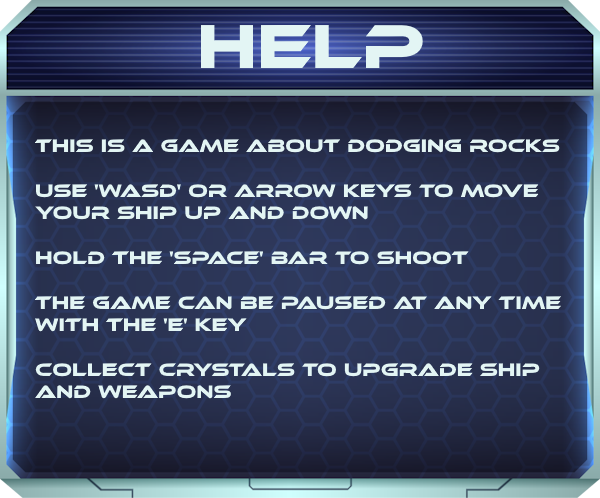 HELP
THIS IS A GAME ABOUT DODGING ROCKS
USE 'WASD' OR ARROW KEYS TO MOVE
YOUR SHIP UP AND DOWN
HOLD THE 'SPACE' BAR TO SHOOT
THE GAME CAN BE PAUSED AT ANY TIME
WITH THE 'E' KEY
COLLECT CRYSTALS TO UPGRADE SHIP
AND WEAPONS